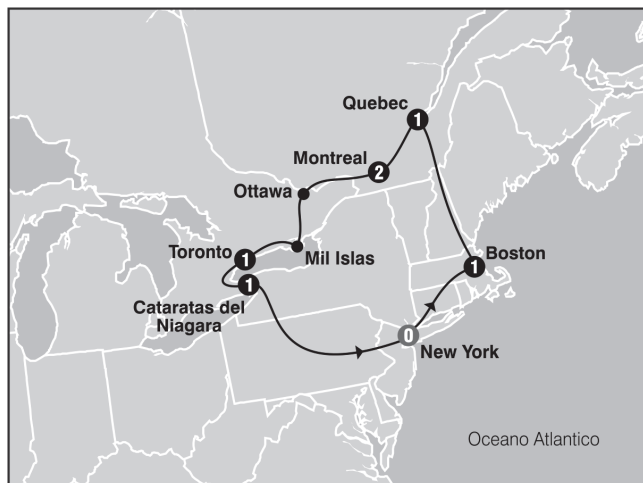 Quebec
1
Montreal
2
Ottawa
Toronto
1
Mil Islas
1
Boston
1
Cataratas del
Niagara
0
New York
Oceano Atlantico